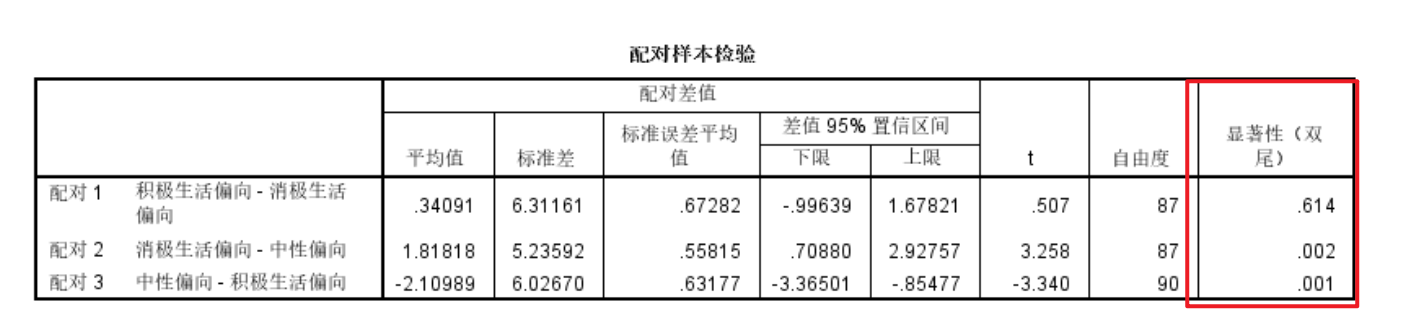 配对样本检验
配对差值
差值 95% 置信区间
标准误差平均
值
显著性（双
尾）
平均值 标准差 下限 上限 t 自由度
配对 1 积极生活偏向 - 消极生活
偏向 .34091 6.31161 .67282 -.99639 1.67821 .507 87 .614
配对 2 消极生活偏向 - 中性偏向 1.81818 5.23592 .55815 .70880 2.92757 3.258 87 .002
配对 3 中性偏向 - 积极生活偏向 -2.10989 6.02670 .63177 -3.36501 -.85477 -3.340 90 .001